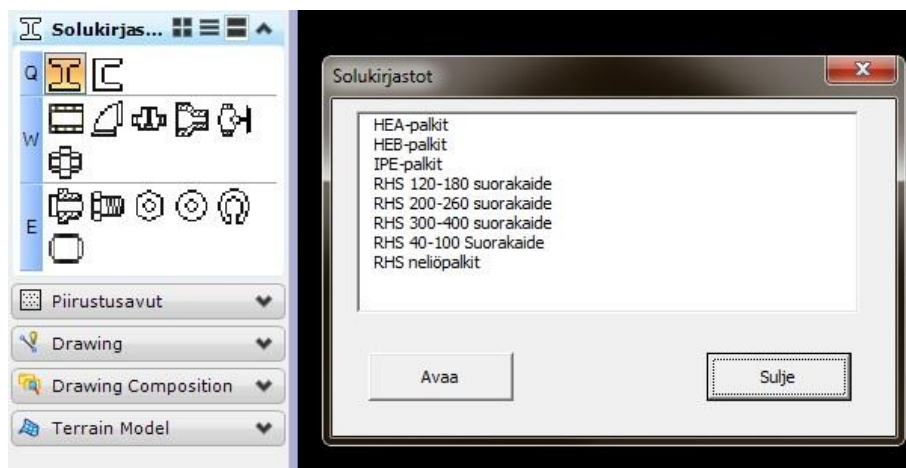 Solukirjas...
Q
W
E
Piirustusavut
Drawing
Drawing Composition
Terrain Model
Solukirjastot
HEA-palkit
HEB-palkit
IPE-palkit
RHS 120-180 suorakaide
RHS 200-260 suorakaide
RHS 300-400 suorakaide
RHS 40-100 Suorakaide
RHS neliöpalkit
Avaa
Sulje